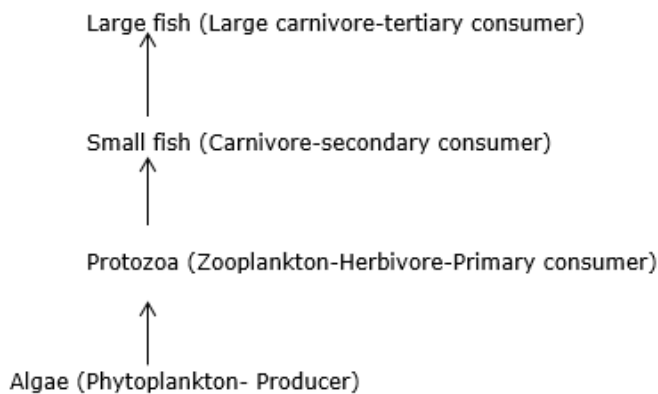 Large fish (Large carnivore-tertiary consumer)
Small fish (Carnivore-secondary consumer)
Protozoa (Zooplankton-Herbivore-Primary consumer)
Algae (Phytoplankton- Producer)